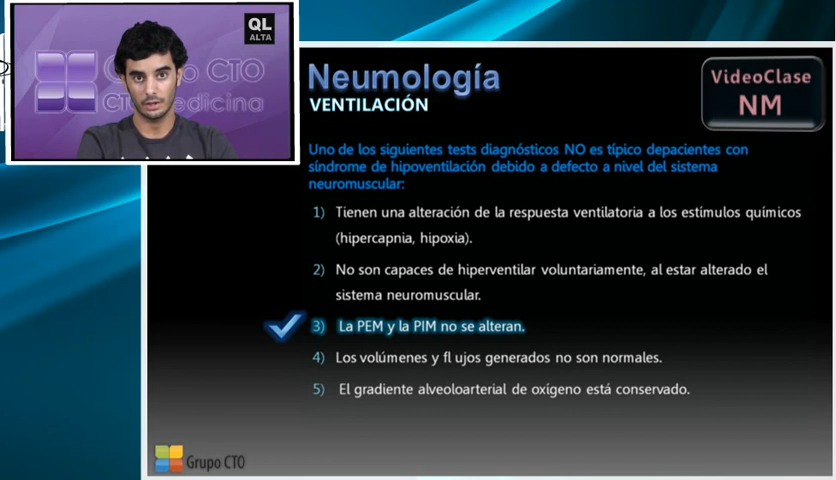 QL
ALTA
Grupo CTO
CTO Medicina
Neumología
VENTILACIÓN
VideoClase
NM
Uno de los siguientes tests diagnósticos NO es típico depacientes con
síndrome de hipoventilación debido a defecto a nivel del sistema
neuromuscular:
1) Tienen una alteración de la respuesta ventilatoria a los estímulos químicos
(hipercapnia, hipoxia).
2) No son capaces de hiperventilar voluntariamente, al estar alterado el
sistema neuromuscular.
3) La PEM y la PIM no se alteran.
4) Los volúmenes y fl ujos generados no son normales.
5) El gradiente alveoloarterial de oxígeno está conservado.
Grupo CTO